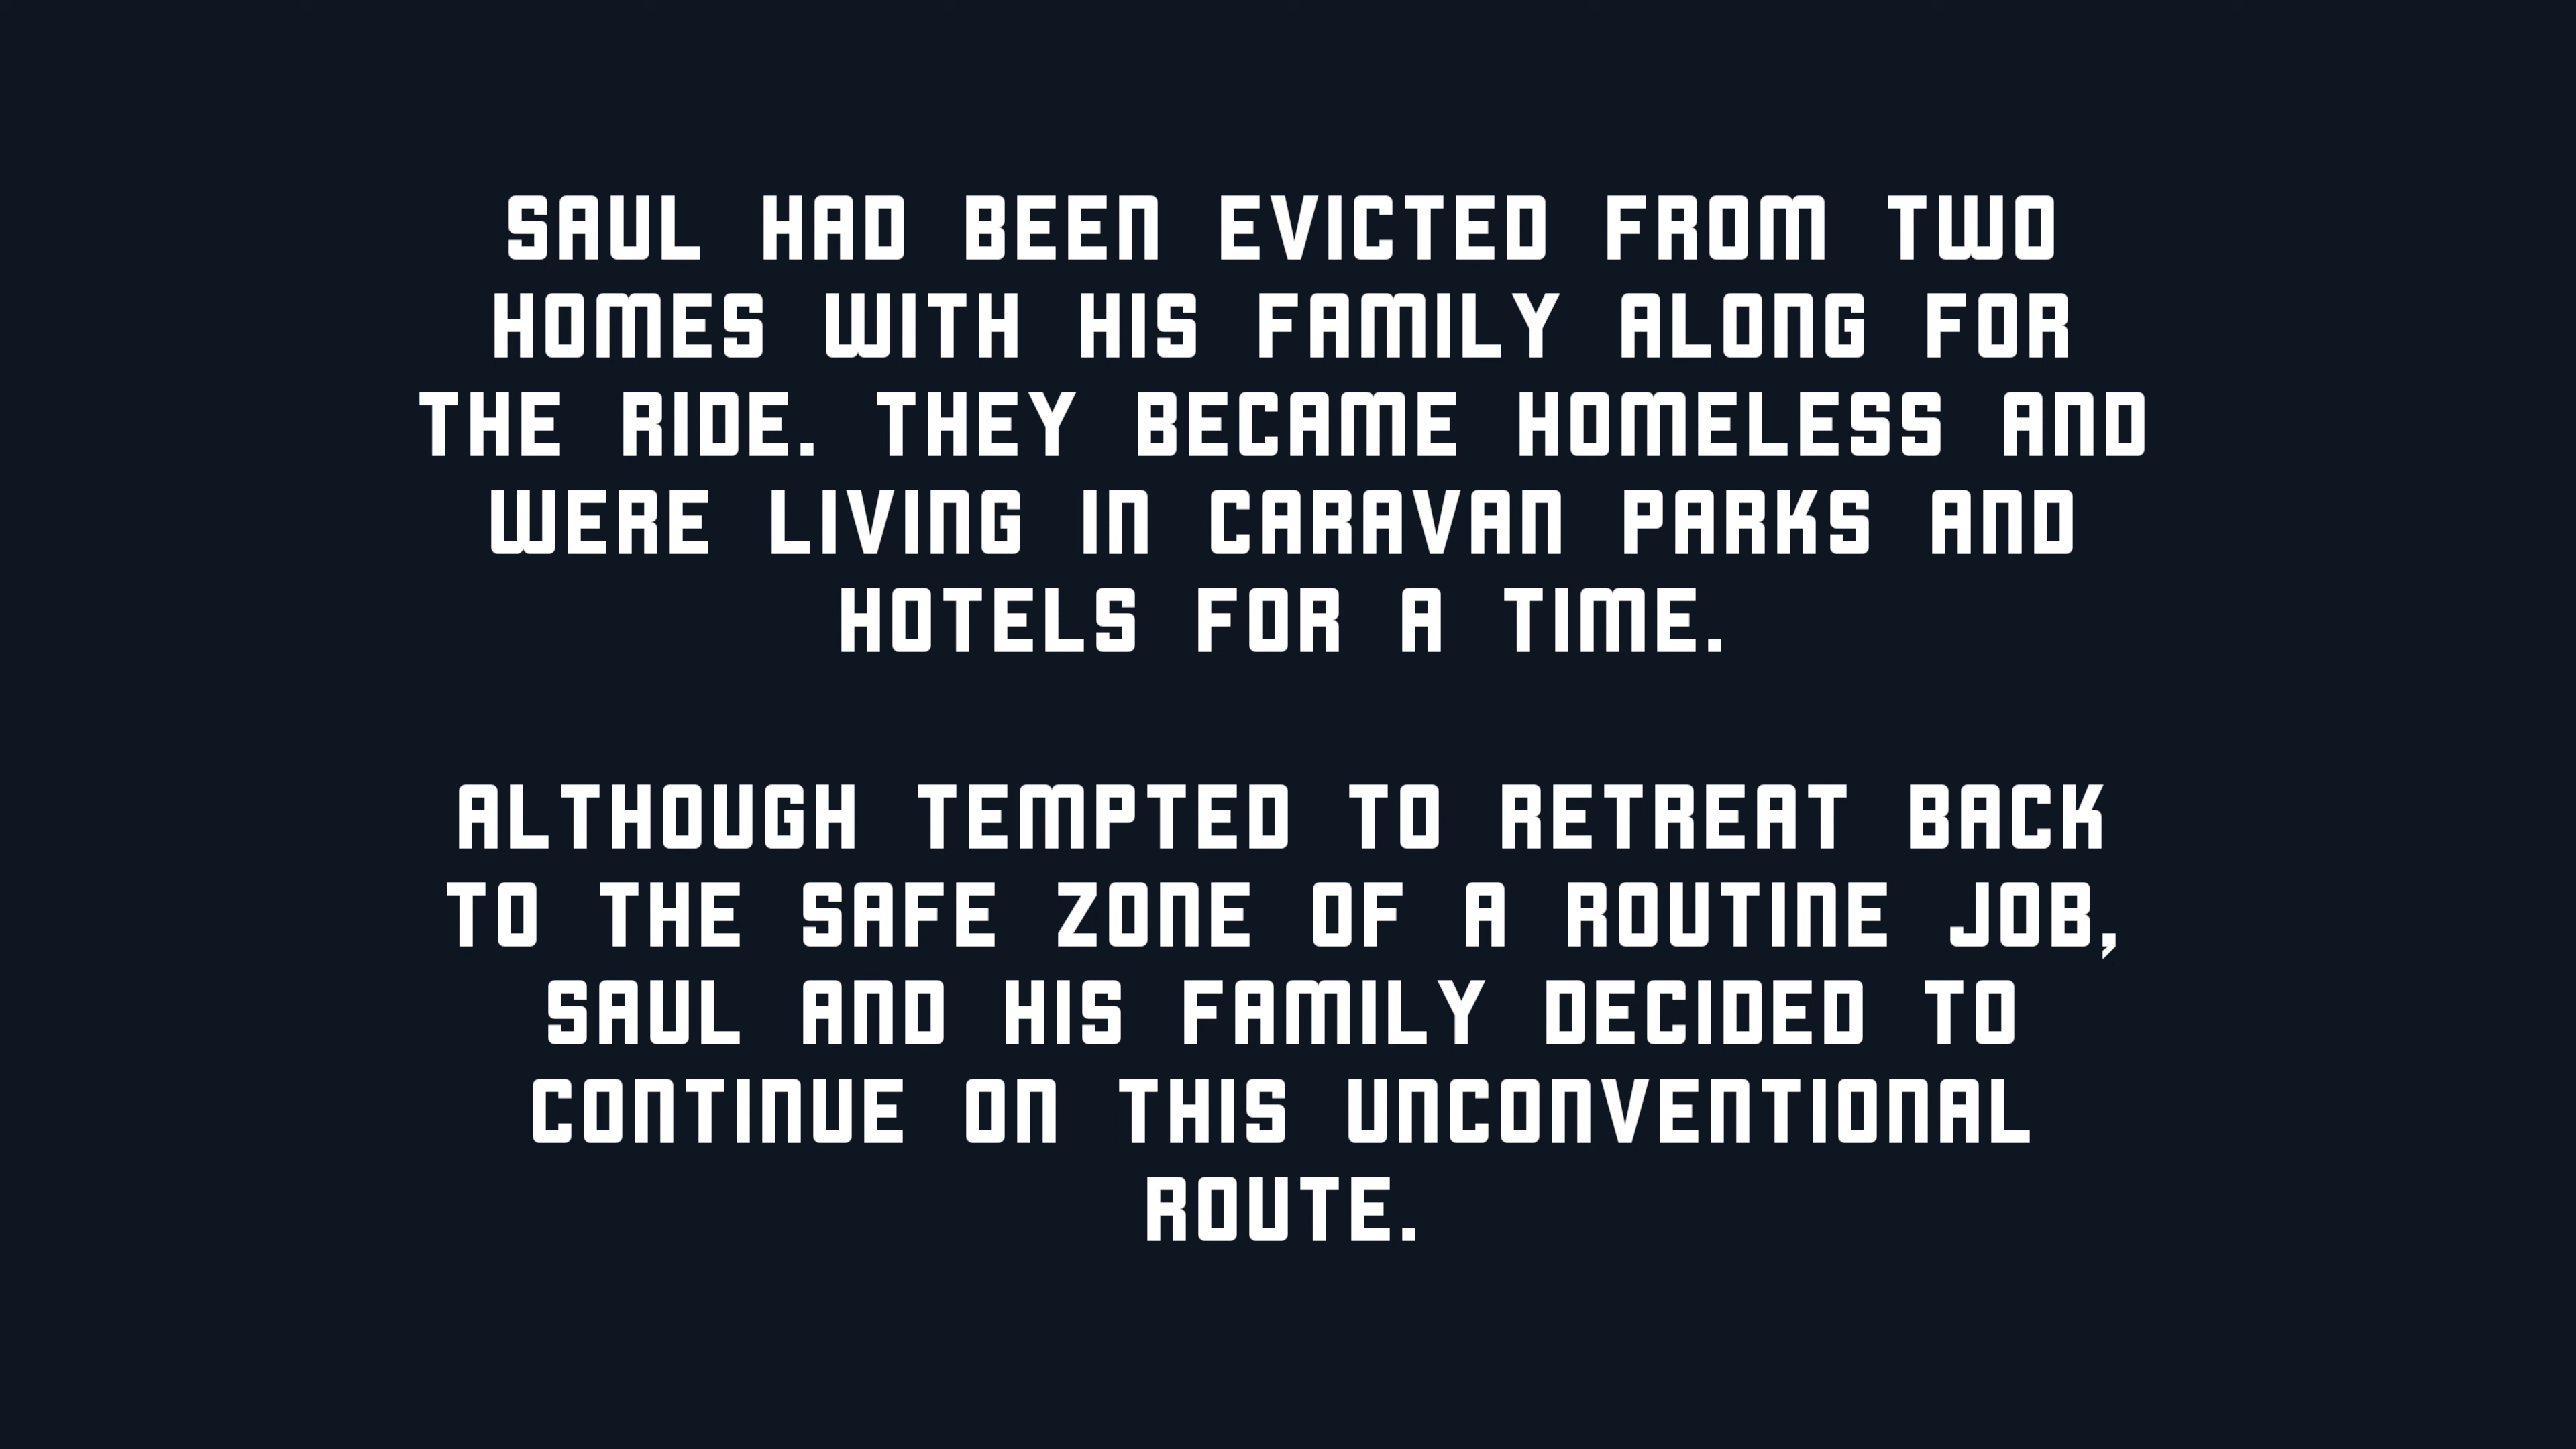 SAUL HAD BEEN EVICTED FROM TWO
HOMES WITH HIS FAMILY ALONG FOR
THE RIDE. THEY BECAME HOMELESS AND
WERE LIVING IN CARAVAN PARKS AND
HOTELS FOR A TIME.
ALTHOUGH TEMPTED TO RETREAT BACK
TO THE SAFE ZONE OF A ROUTINE JOB,
SAUL AND HIS FAMILY DECIDED TO
CONTINUE ON THIS UNCONVENTIONAL
ROUTE.